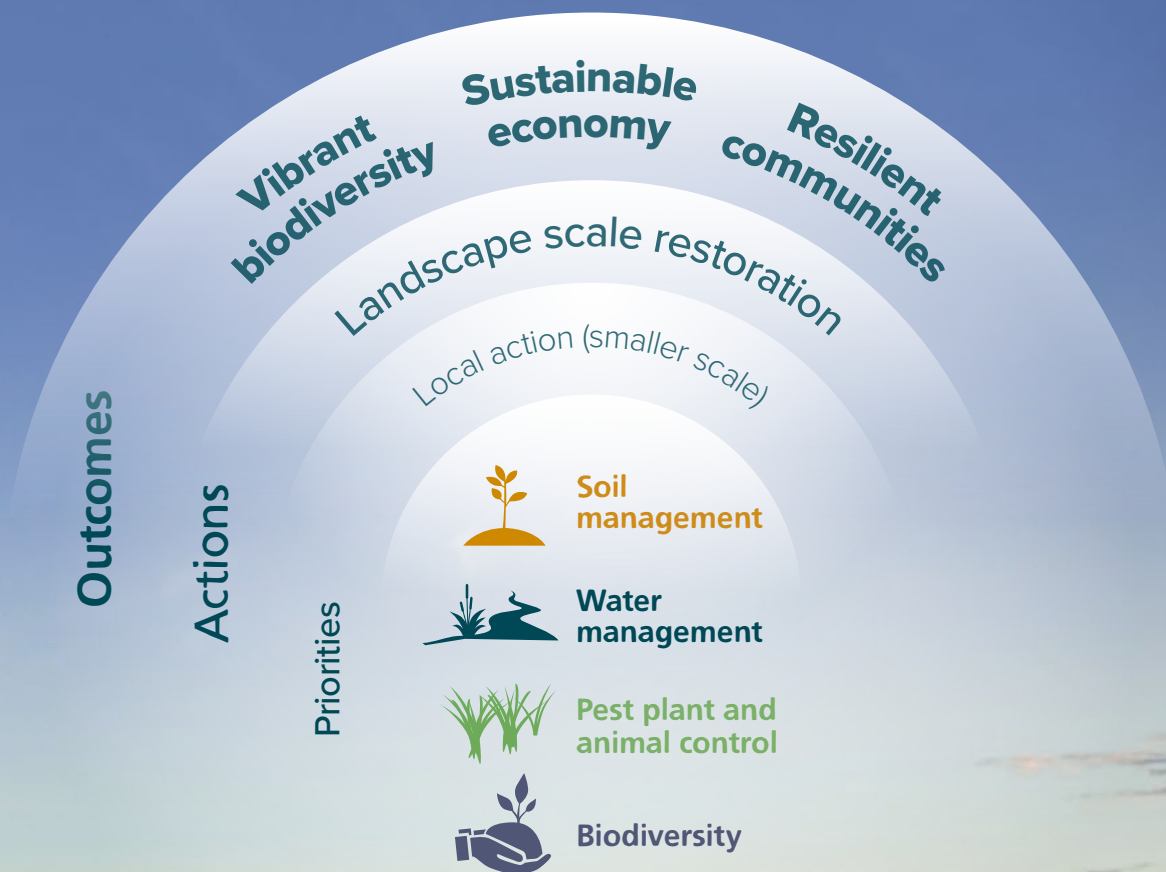 Sustainable
economy
Vibrant
biodiversity
Resilient
communities
Landscape scale restoration
Local action (smaller scale)
Outcomes
Actions
Priorities
Soil
management
Water
management
Pest plant and
animal control
Biodiversity